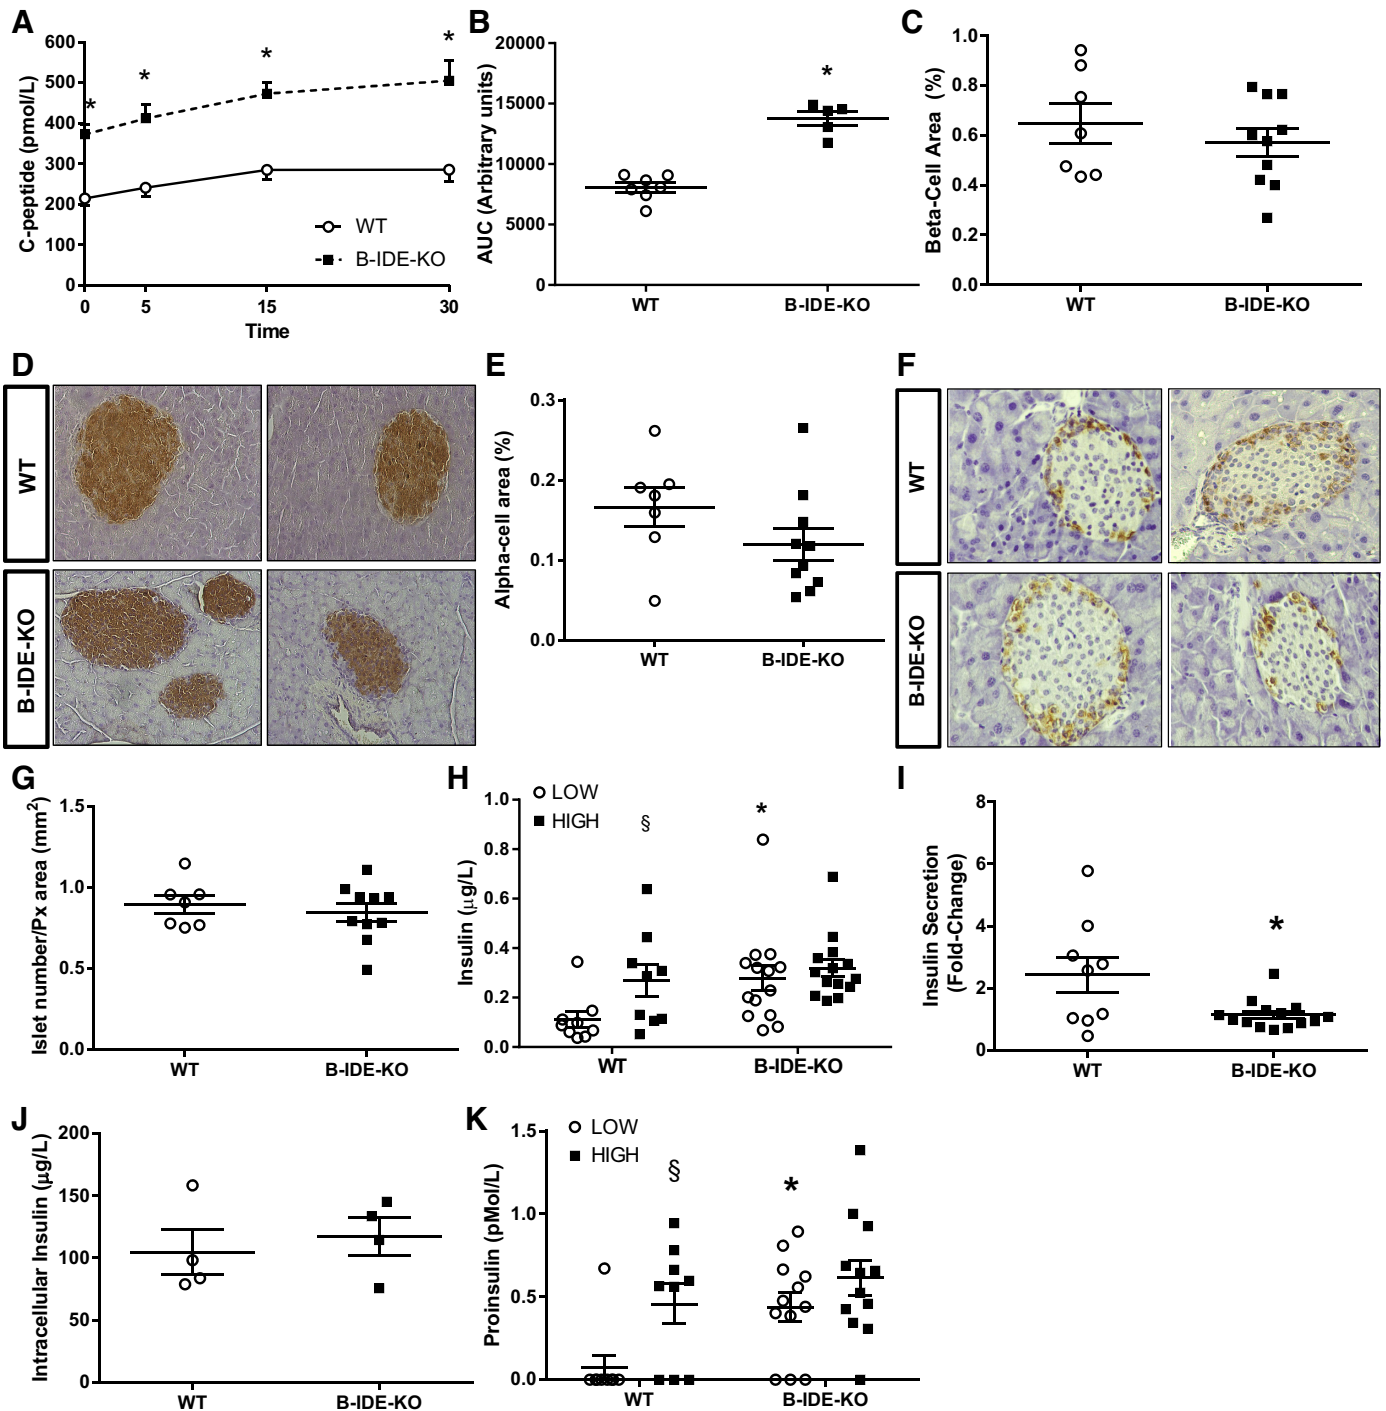 A
C-peptide (pmol/L)
600
500
400
300
200
100
0
*
*
*
*
WT
B-IDE-KO
0
5
15
30
Time
B
AUC (Arbitrary units)
20000
15000
10000
5000
0
*
WT
B-IDE-KO
C
Beta-Cell Area (%)
1.0
0.8
0.6
0.4
0.2
0.0
WT
B-IDE-KO
D
WT
B-IDE-KO
E
Alpha-cell area (%)
0.3
0.2
0.1
0.0
WT
B-IDE-KO
F
WT
B-IDE-KO
G
Islet number/Px area (mm²)
1.5
1.0
0.5
0.0
WT
B-IDE-KO
H
Insulin (µg/L)
1.0
0.8
0.6
0.4
0.2
0.0
LOW
HIGH
§
*
WT
B-IDE-KO
I
Insulin Secretion
(Fold-Change)
8
6
4
2
0
*
WT
B-IDE-KO
J
Intracellular Insulin (µg/L)
200
150
100
50
0
WT
B-IDE-KO
K
Proinsulin (pMol/L)
1.5
1.0
0.5
0.0
LOW
HIGH
§
*
WT
B-IDE-KO